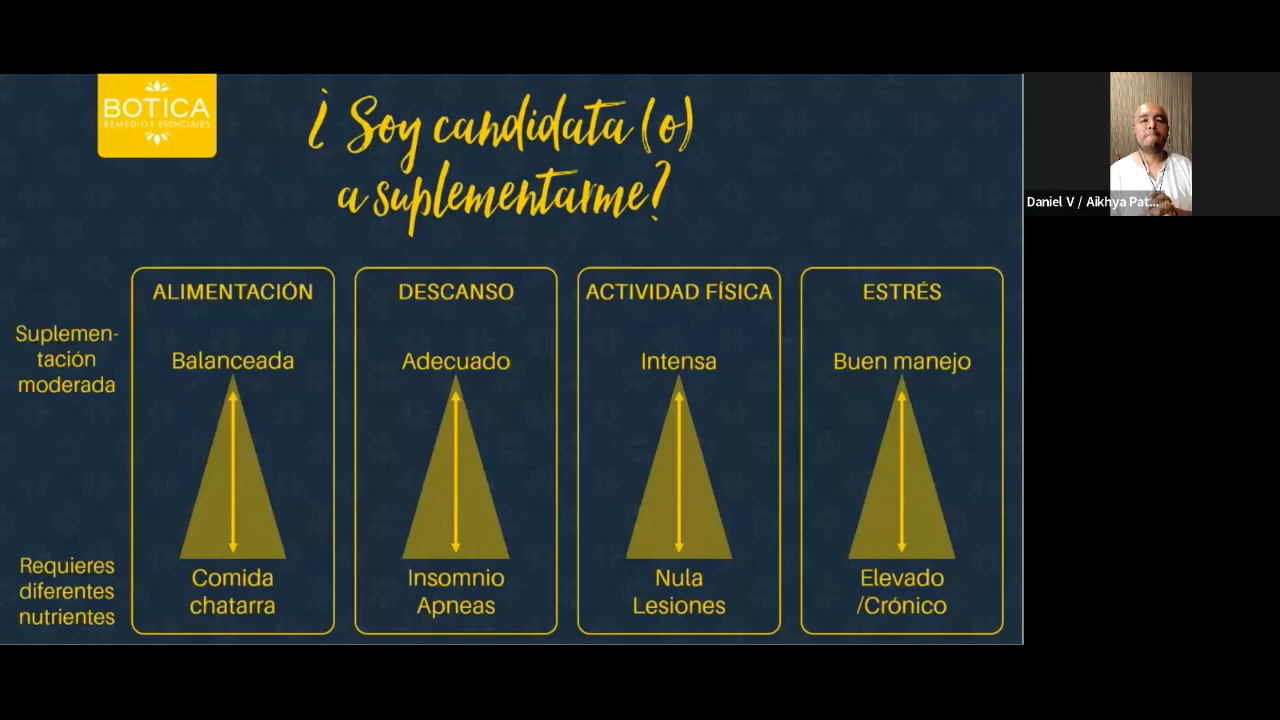 BOTICA
REMEDIOS ESENCIALES
¿Soy candidata (o)
a suplementarme?
Suplemen-
tación
moderada
Requieres
diferentes
nutrientes
ALIMENTACIÓN
Balanceada
Comida
chatarra
DESCANSO
Adecuado
Insomnio
Apneas
ACTIVIDAD FÍSICA
Intensa
Nula
Lesiones
ESTRÉS
Buen manejo
Elevado
/Crónico
Daniel V / Aikhya Pat...